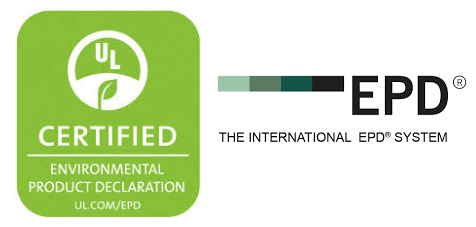 UL
CERTIFIED
ENVIRONMENTAL
PRODUCT DECLARATION
UL.COM/EPD
EPD®
THE INTERNATIONAL EPD® SYSTEM